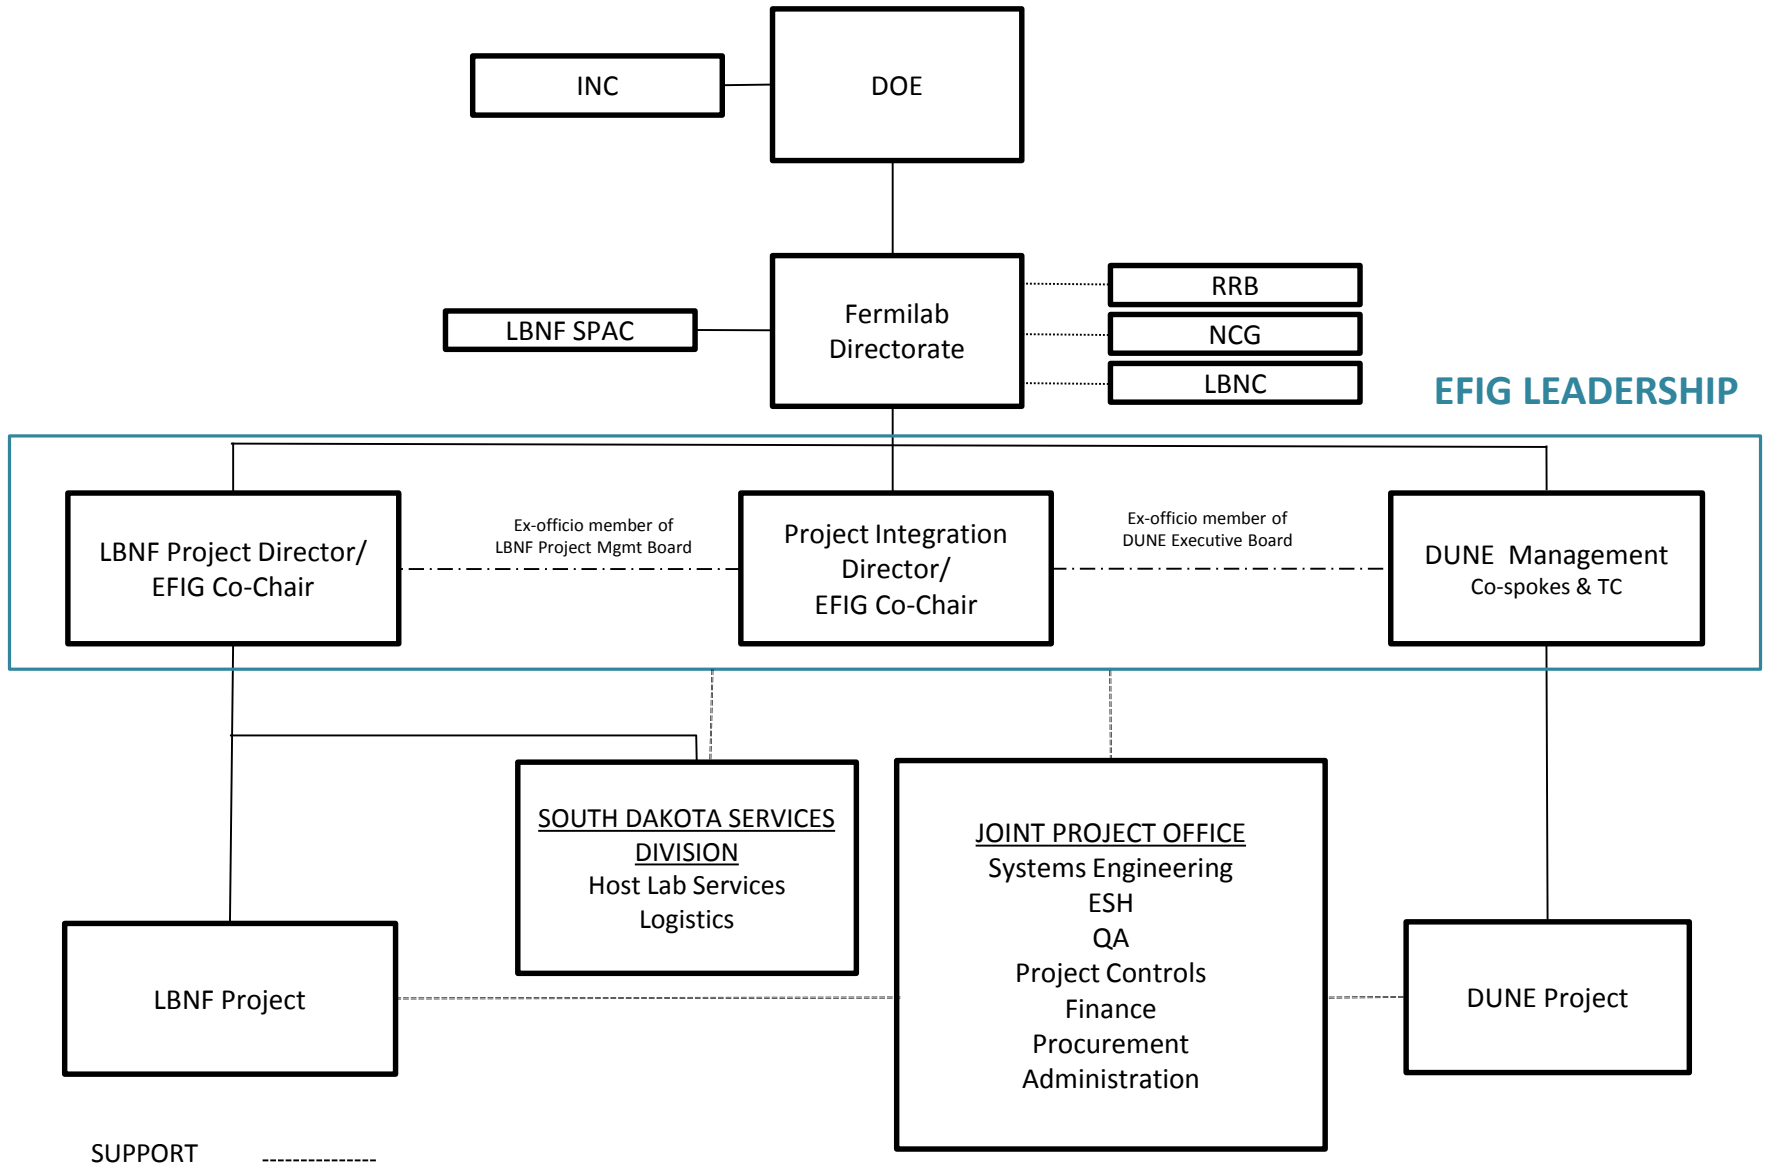 INC
DOE
LBNF SPAC
Fermilab
Directorate
RRB
NCG
LBNC
EFIG LEADERSHIP
LBNF Project Director/
EFIG Co-Chair
Ex-officio member of
LBNF Project Mgmt Board
Project Integration
Director/
EFIG Co-Chair
Ex-officio member of
DUNE Executive Board
DUNE Management
Co-spokes & TC
SOUTH DAKOTA SERVICES
DIVISION
Host Lab Services
Logistics
JOINT PROJECT OFFICE
Systems Engineering
ESH
QA
Project Controls
Finance
Procurement
Administration
LBNF Project
DUNE Project
SUPPORT